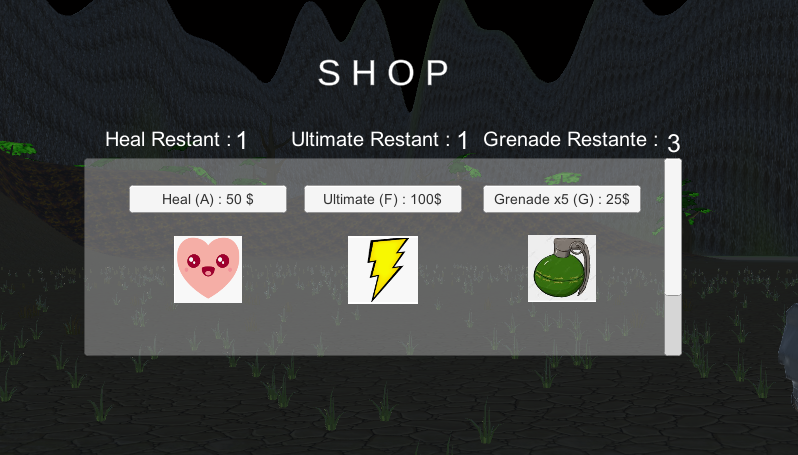 SHOP
Heal Restant : 1 Ultimate Restant : 1 Grenade Restante : 3
Heal (A) : 50 $ Ultimate (F) : 100$ Grenade x5 (G) : 25$